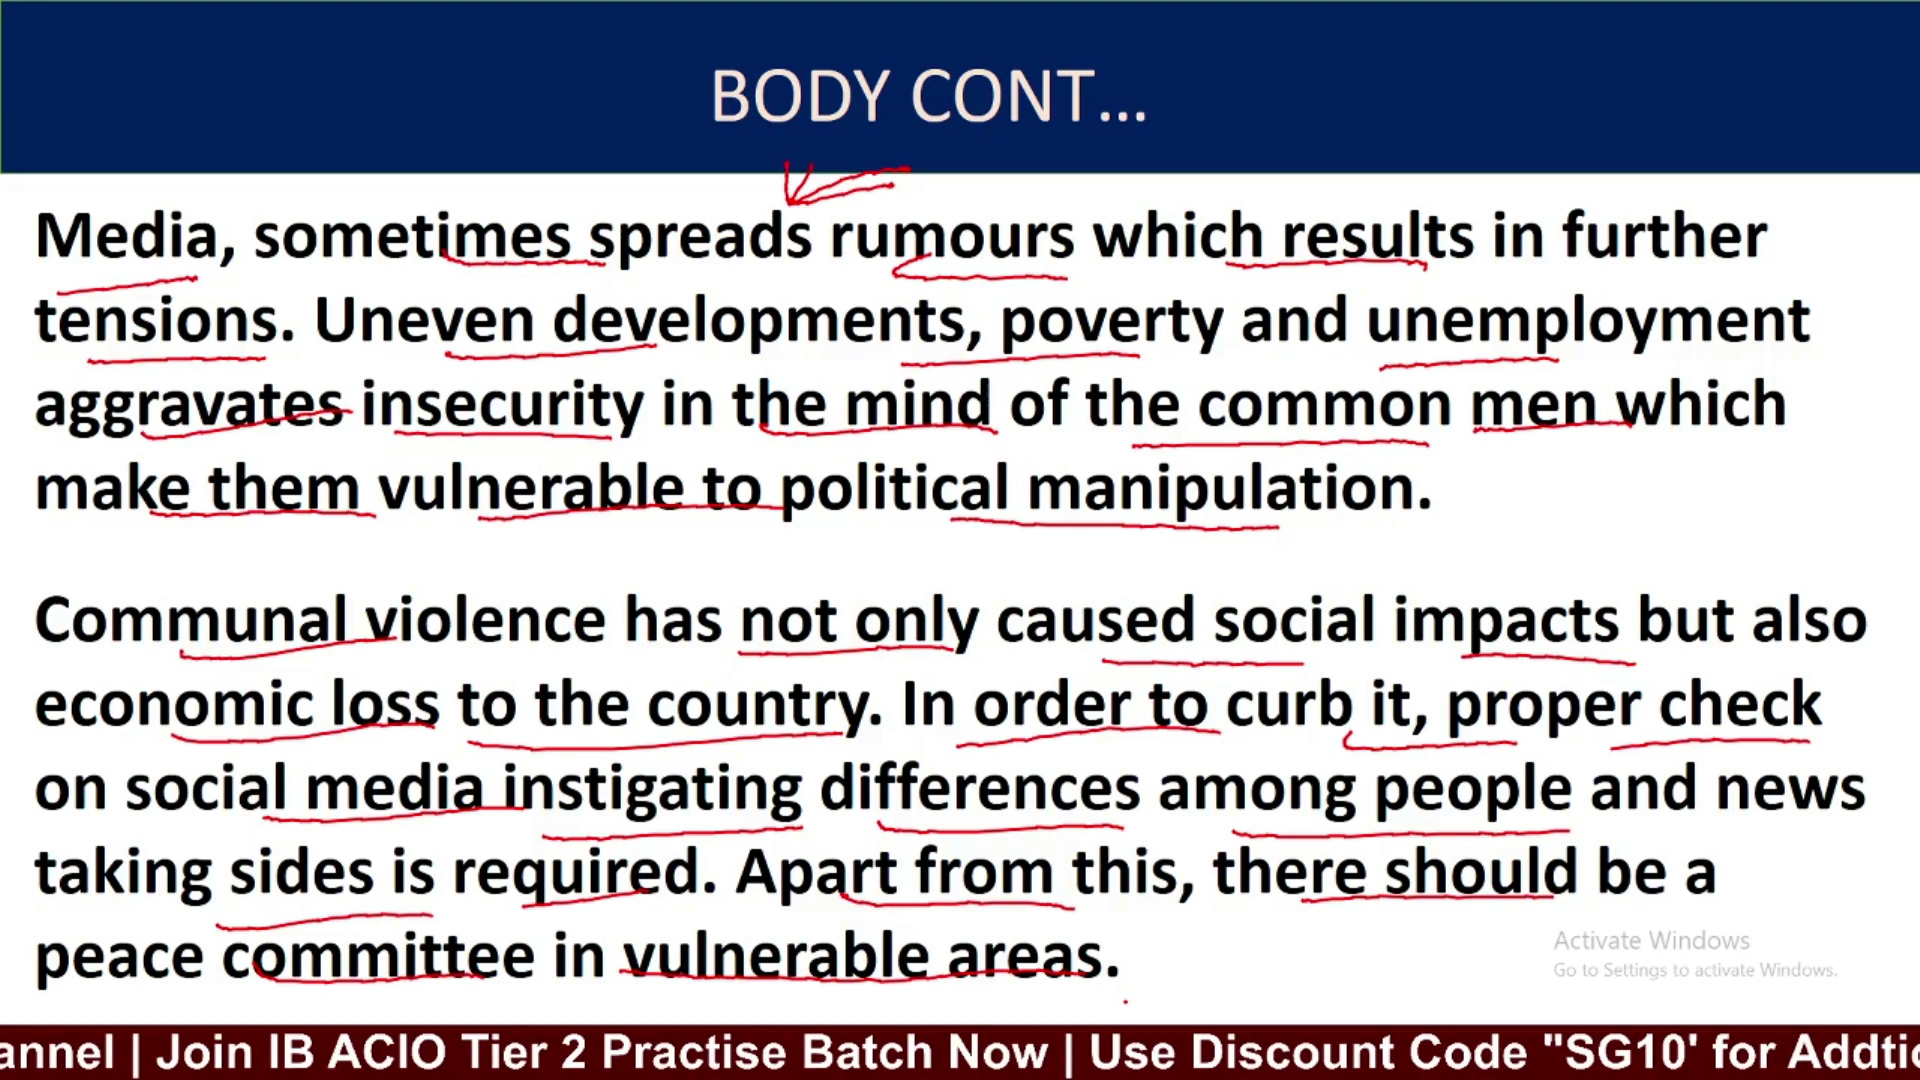 BODY CONT...
Media, sometimes spreads rumours which results in further
tensions. Uneven developments, poverty and unemployment
aggravates insecurity in the mind of the common men which
make them vulnerable to political manipulation.
Communal violence has not only caused social impacts but also
economic loss to the country. In order to curb it, proper check
on social media instigating differences among people and news
taking sides is required. Apart from this, there should be a
peace committee in vulnerable areas.
Activate Windows
Go to Settings to activate Windows.
annel | Join IB ACIO Tier 2 Practise Batch Now | Use Discount Code "SG10' for Addtic